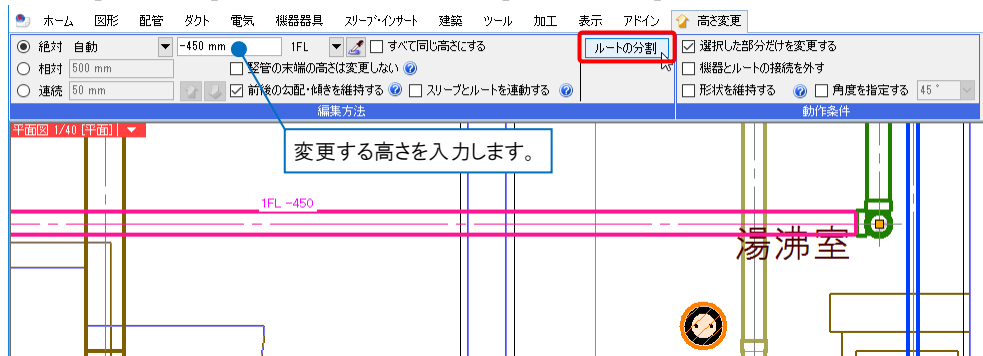 ホーム 図形 配管 ダクト 電気 機器器具 スリーブ・インサート 建築 ツール 加工 表示 アドイン 高さ変更
絶対 自動 -450 mm 1FL すべて同じ高さにする ルートの分割 選択した部分だけを変更する
相対 500 mm 竪管の末端の高さは変更しない 機器とルートの接続を外す
連続 50 mm 前後の勾配・傾きを維持する スリーブとルートを連動する 形状を維持する 角度を指定する 45°
編集方法 動作条件
平面図 1/40 [平面]
変更する高さを入力します。
1FL -450
湯沸室